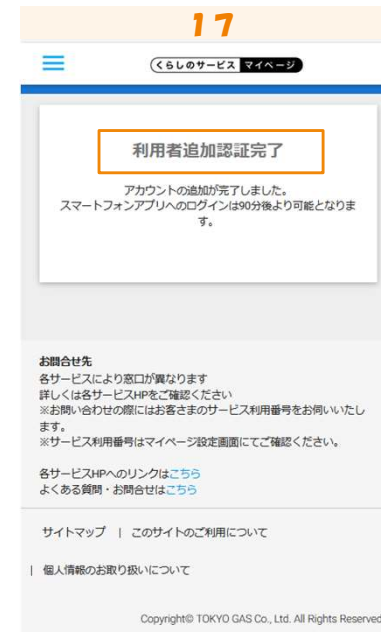 17
くらしのサービス マイページ
利用者追加認証完了
アカウントの追加が完了しました。
スマートフォンアプリへのログインは90分後より可能となりま
す。
お問合せ先
各サービスにより窓口が異なります
詳しくは各サービスHPをご確認ください
※お問い合わせの際にはお客さまのサービス利用番号をお伺いいたし
ます。
※サービス利用番号はマイページ設定画面にてご確認ください。
各サービスHPへのリンクはこちら
よくある質問・お問合せはこちら
サイトマップ | このサイトのご利用について
| 個人情報のお取り扱いについて
Copyright© TOKYO GAS Co., Ltd. All Rights Reserved